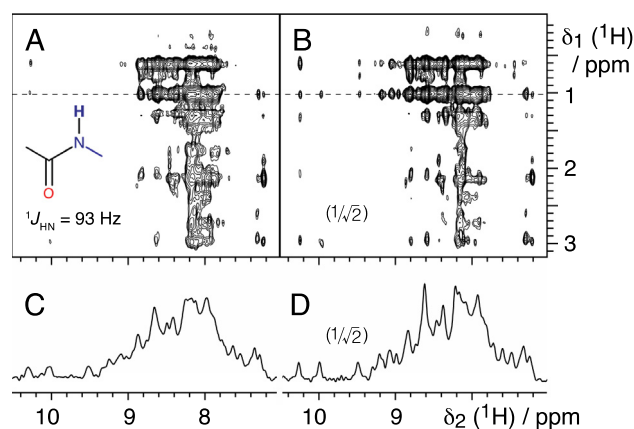 A
B
δ1 (¹H)
/ ppm
1
H
N
O
¹JHN = 93 Hz
2
(1/√2)
3
C
D
(1/√2)
10
9
8
10
9
δ2 (¹H) / ppm